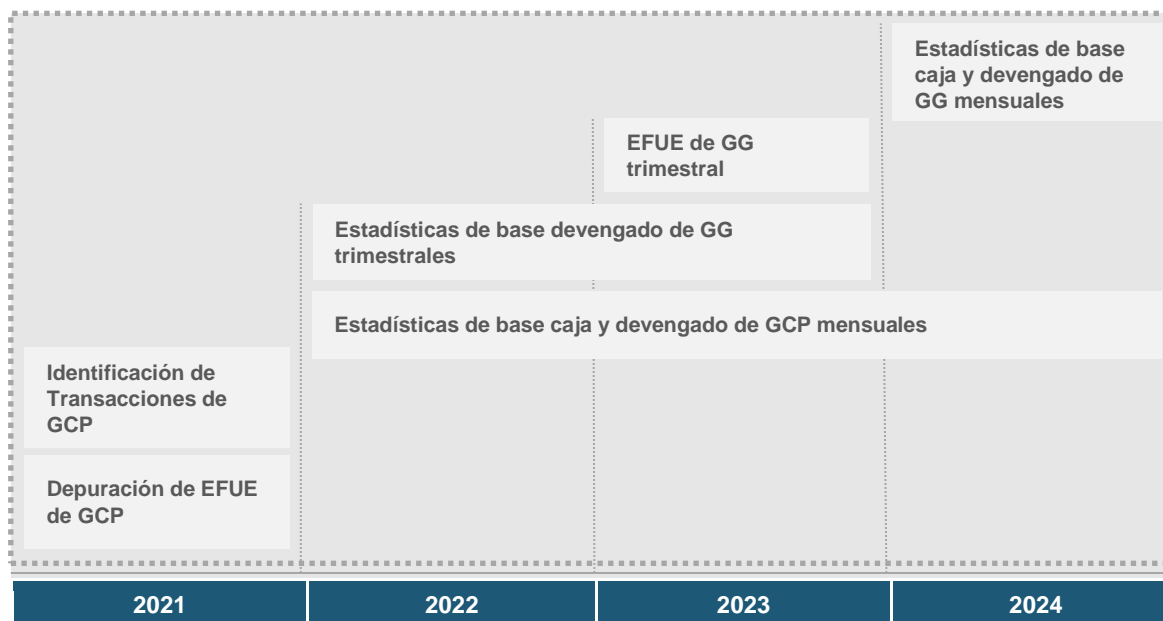 Estadísticas de base
caja y devengado de
GG mensuales
EFUE de GG
trimestral
Estadísticas de base devengado de GG
trimestrales
Estadísticas de base caja y devengado de GCP mensuales
Identificación de
Transacciones de
GCP
Depuración de EFUE
de GCP
2021 2022 2023 2024